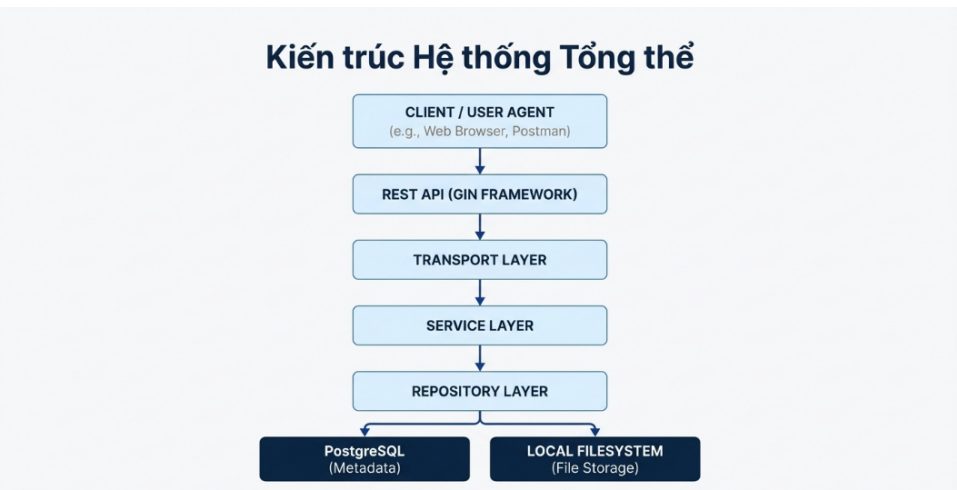 Kiến trúc Hệ thống Tổng thể
CLIENT / USER AGENT
(e.g., Web Browser, Postman)
REST API (GIN FRAMEWORK)
TRANSPORT LAYER
SERVICE LAYER
REPOSITORY LAYER
PostgreSQL
(Metadata)
LOCAL FILESYSTEM
(File Storage)